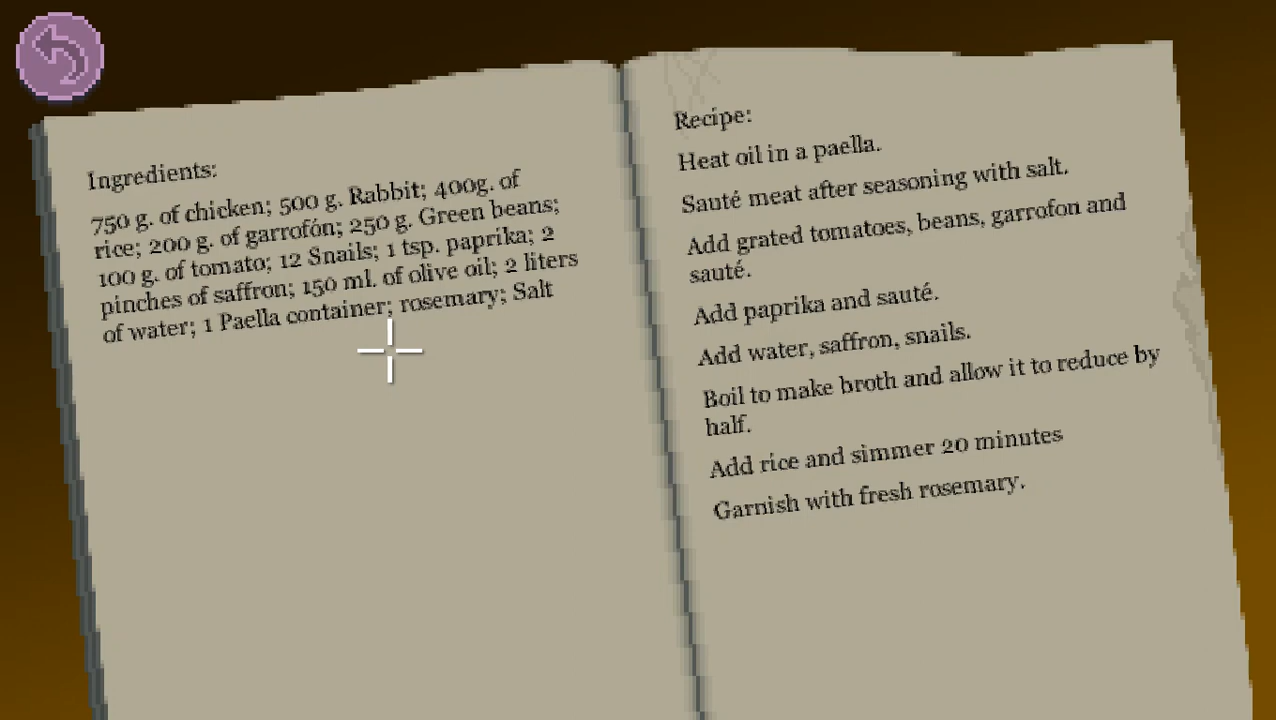 Ingredients:
750 g. of chicken; 500 g. Rabbit; 400g. of
rice; 200 g. of garrofón; 250 g. Green beans;
100 g. of tomato; 12 Snails; 1 tsp. paprika; 2
pinches of saffron; 150 ml. of olive oil; 2 liters
of water; 1 Paella container; rosemary; Salt
Recipe:
Heat oil in a paella.
Sauté meat after seasoning with salt.
Add grated tomatoes, beans, garrofon and
sauté.
Add paprika and sauté.
Add water, saffron, snails.
Boil to make broth and allow it to reduce by
half.
Add rice and simmer 20 minutes
Garnish with fresh rosemary.